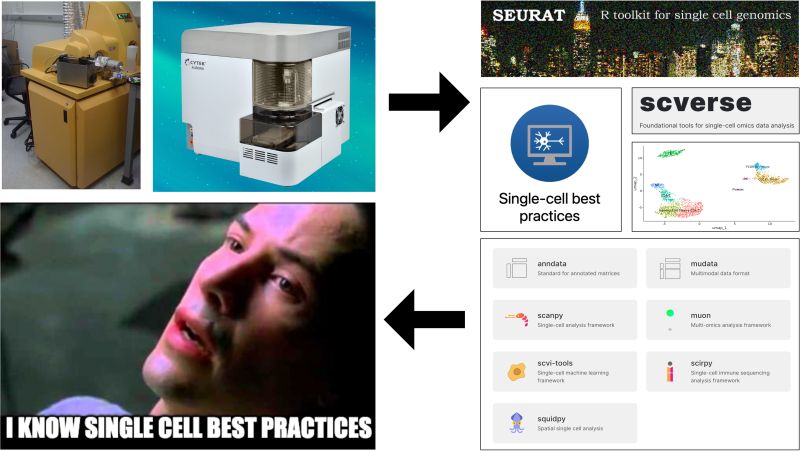 CYTEK
AURORA
SEURAT
R toolkit for single cell genomics
Single-cell best
practices
scverse
Foundational tools for single-cell omics data analysis
umap_2
umap_1
anndata
Standard for annotated matrices
mudata
Multimodal data format
scanpy
Single-cell analysis framework
muon
Multi-omics analysis framework
scvi-tools
Single-cell machine learning
framework
scirpy
Single-cell immune sequencing
analysis framework
squidpy
Spatial single cell analysis
I KNOW SINGLE CELL BEST PRACTICES